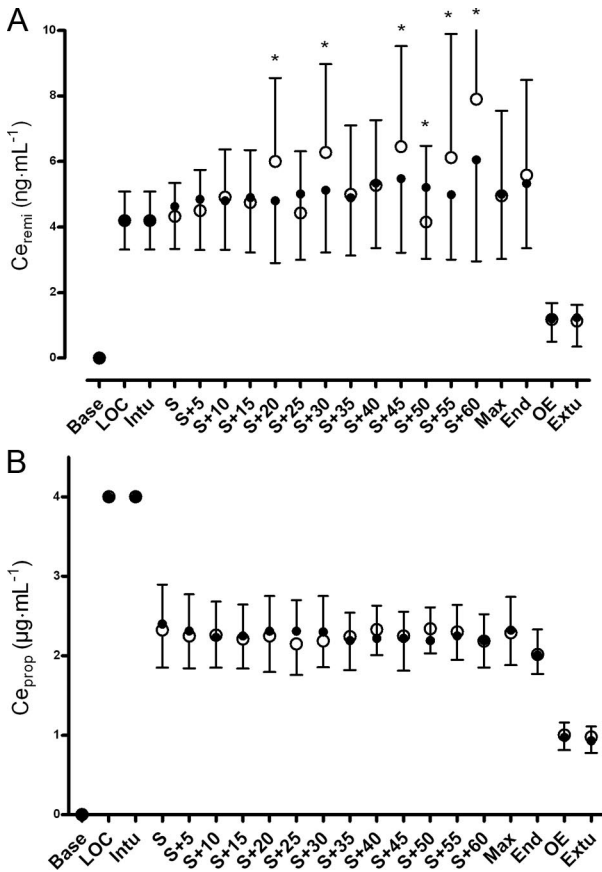 A
Ce_remi (ng·mL⁻¹)
10
8
6
4
2
0
* * * * * *
Base LOC Intu S S+5 S+10 S+15 S+20 S+25 S+30 S+35 S+40 S+45 S+50 S+55 S+60 Max End OE Extu
B
Ce_prop (µg·mL⁻¹)
4
3
2
1
0
Base LOC Intu S S+5 S+10 S+15 S+20 S+25 S+30 S+35 S+40 S+45 S+50 S+55 S+60 Max End OE Extu